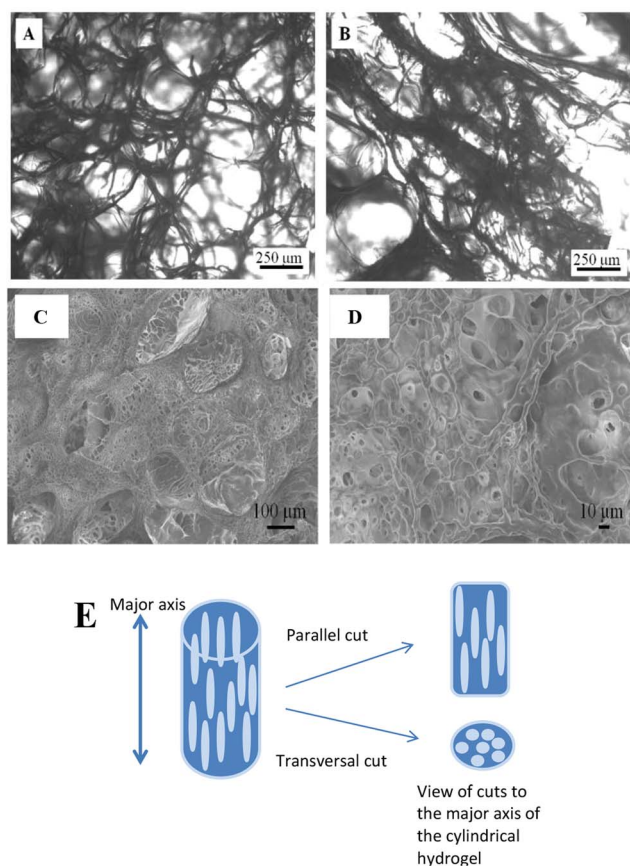 A
B
250 μm
250 μm
C
D
100 μm
10 μm
E
Major axis
Parallel cut
Transversal cut
View of cuts to
the major axis of
the cylindrical
hydrogel